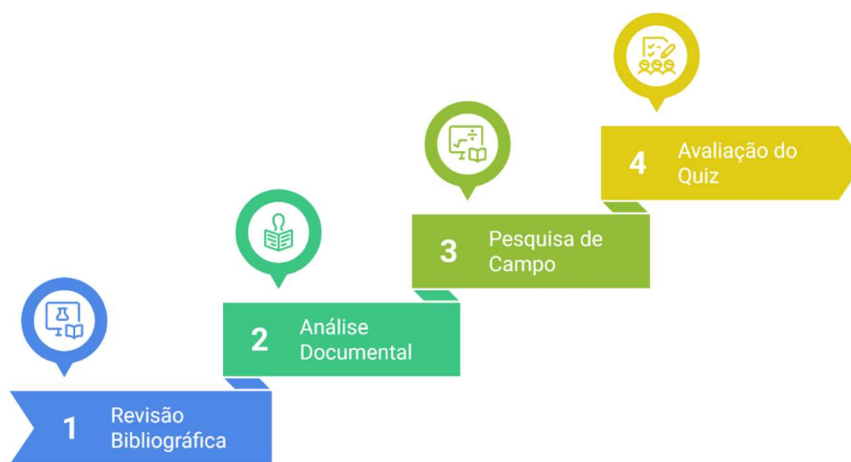 1
Revisão
Bibliográfica
2
Análise
Documental
3
Pesquisa de
Campo
4
Avaliação do
Quiz